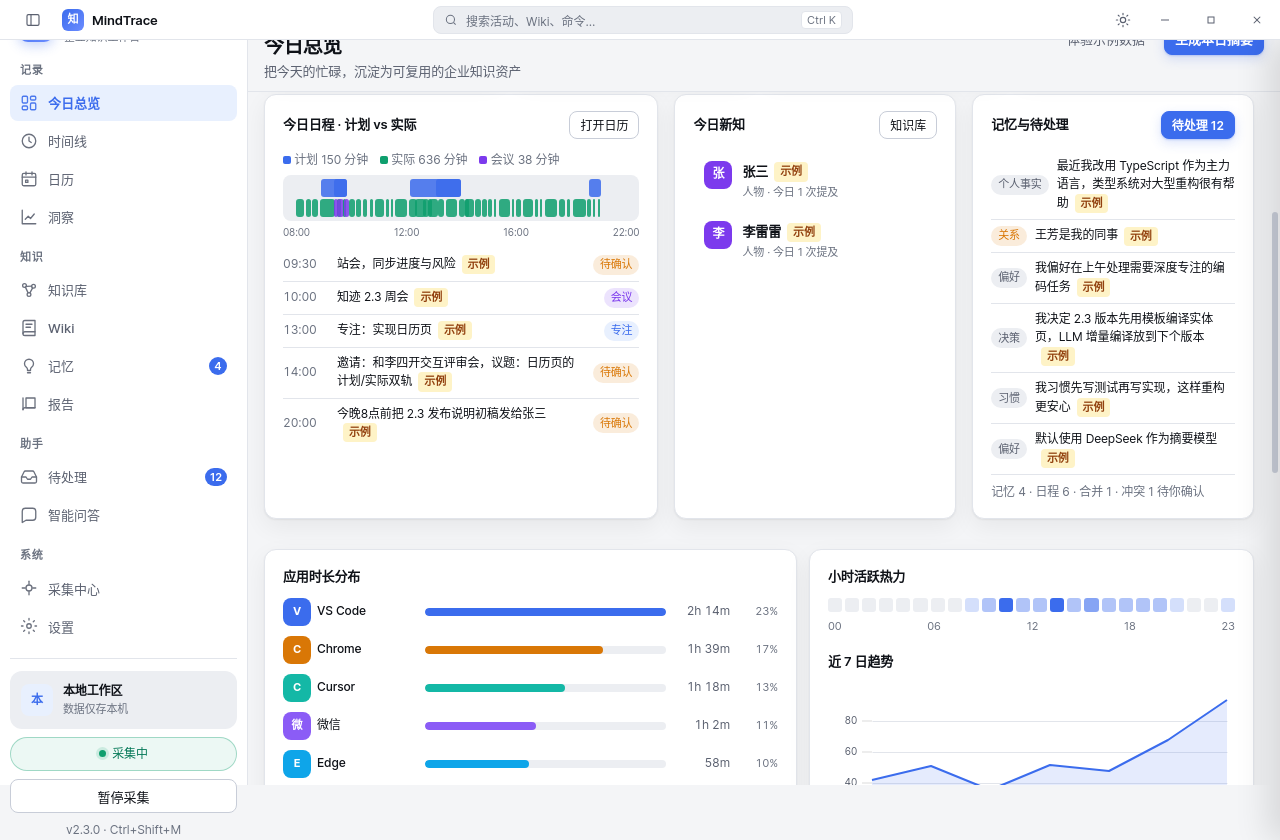 知 MindTrace
搜索活动、Wiki、命令...
Ctrl K
企业知识工作台
记录
今日总览
时间线
日历
洞察
知识
知识库
Wiki
记忆 4
报告
助手
待处理 12
智能问答
系统
采集中心
设置
本 本地工作区
数据仅存本机
采集中
暂停采集
v2.3.0 · Ctrl+Shift+M
今日总览
把今天的忙碌，沉淀为可复用的企业知识资产
体验示例数据
生成本日摘要
今日日程 · 计划 vs 实际
打开日历
计划 150 分钟 实际 636 分钟 会议 38 分钟
08:00 12:00 16:00 22:00
09:30 站会，同步进度与风险 示例 待确认
10:00 知迹 2.3 周会 示例 会议
13:00 专注：实现日历页 示例 专注
14:00 邀请：和李四开交互评审会，议题：日历页的
计划/实际双轨 示例 待确认
20:00 今晚8点前把 2.3 发布说明初稿发给张三
示例 待确认
今日新知
知识库
张 张三 示例
人物 · 今日 1 次提及
李 李雷雷 示例
人物 · 今日 1 次提及
记忆与待处理
待处理 12
个人事实 最近我改用 TypeScript 作为主力
语言，类型系统对大型重构很有帮
助 示例
关系 王芳是我的同事 示例
偏好 我偏好在上午处理需要深度专注的编
码任务 示例
决策 我决定 2.3 版本先用模板编译实体
页，LLM 增量编译放到下个版本
示例
习惯 我习惯先写测试再写实现，这样重构
更安心 示例
偏好 默认使用 DeepSeek 作为摘要模型
示例
记忆 4 · 日程 6 · 合并 1 · 冲突 1 待你确认
应用时长分布
V VS Code 2h 14m 23%
C Chrome 1h 39m 17%
C Cursor 1h 18m 13%
微 微信 1h 2m 11%
E Edge 58m 10%
小时活跃热力
00 06 12 18 23
近 7 日趋势
80
60
40